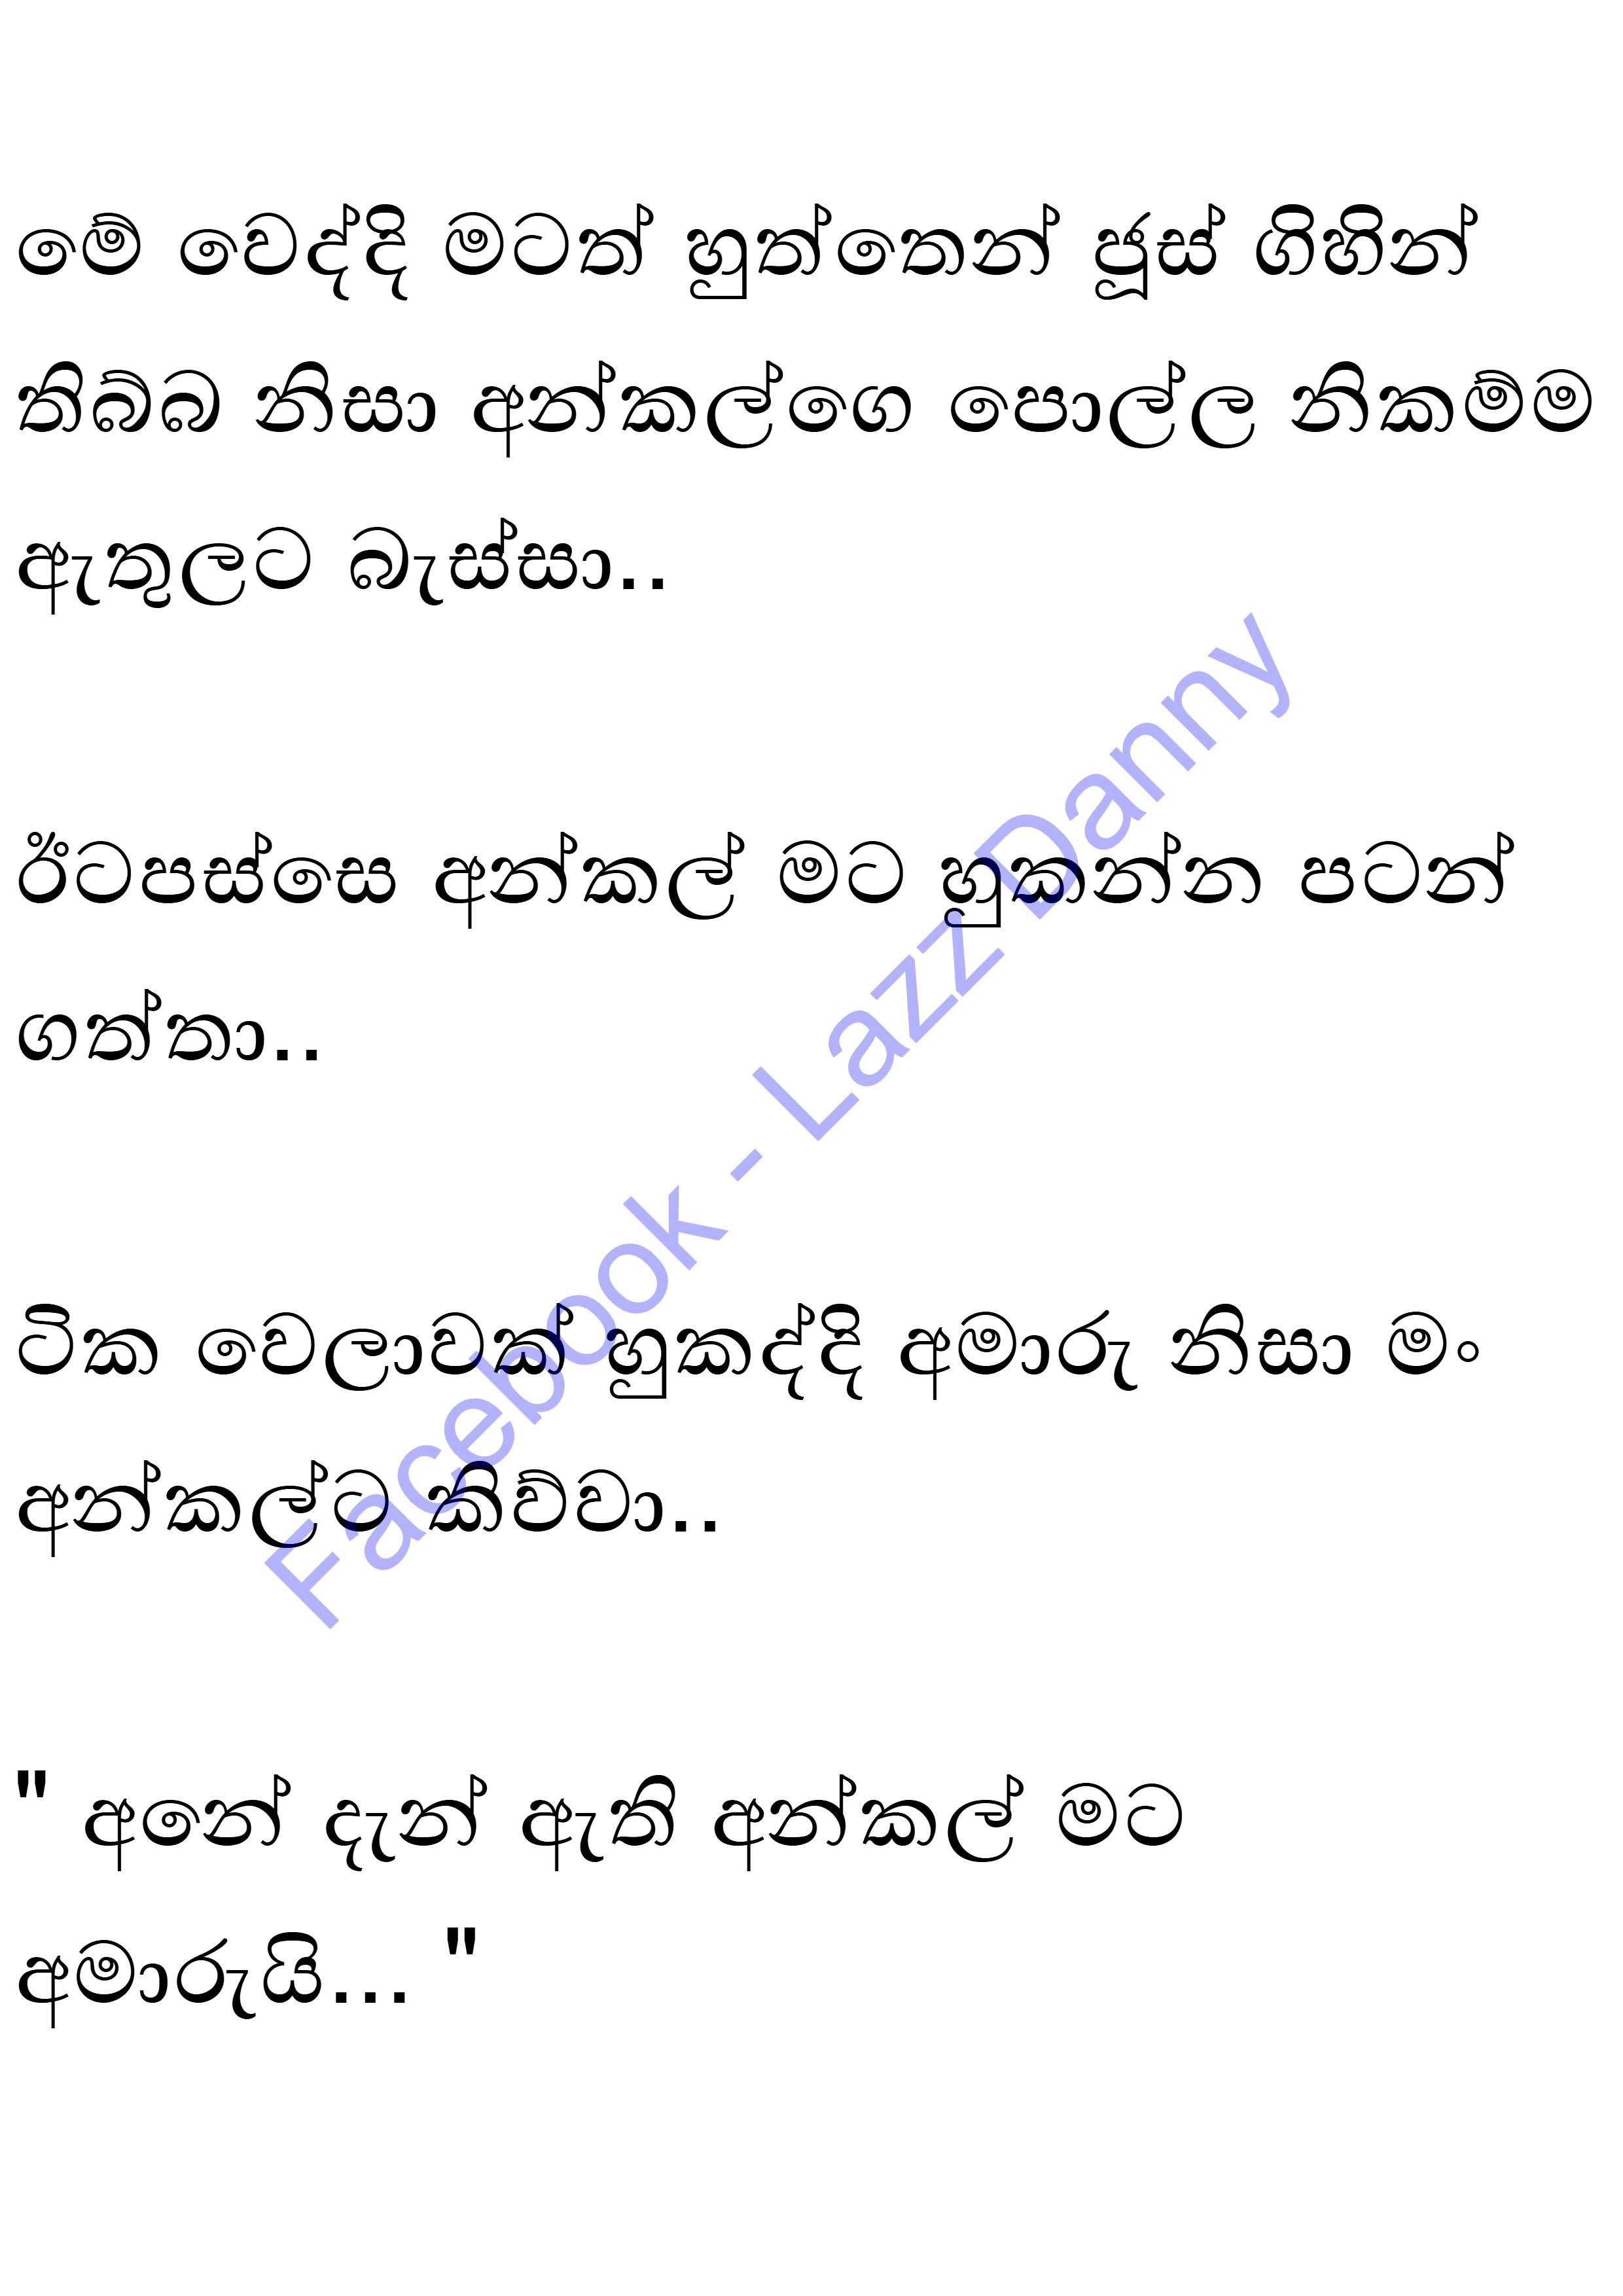 මේ වෙද්දි මටත් හුත්තෙන් ජූස් ගිහින්
තිබ්බ නිසා අන්කල්ගෙ පොල්ල නිකම්ම
ඇතුලට බැස්සා..
ඊටපස්සෙ අන්කල් මට හුකන්න පටන්
ගත්තා..
ටික වෙලාවක් හුකද්දි අමාරු නිසා මං
අන්කල්ට කිව්වා..
" අනේ දැන් ඇති අන්කල් මට
අමාරුයි... "
Facebook - Lazz Danny